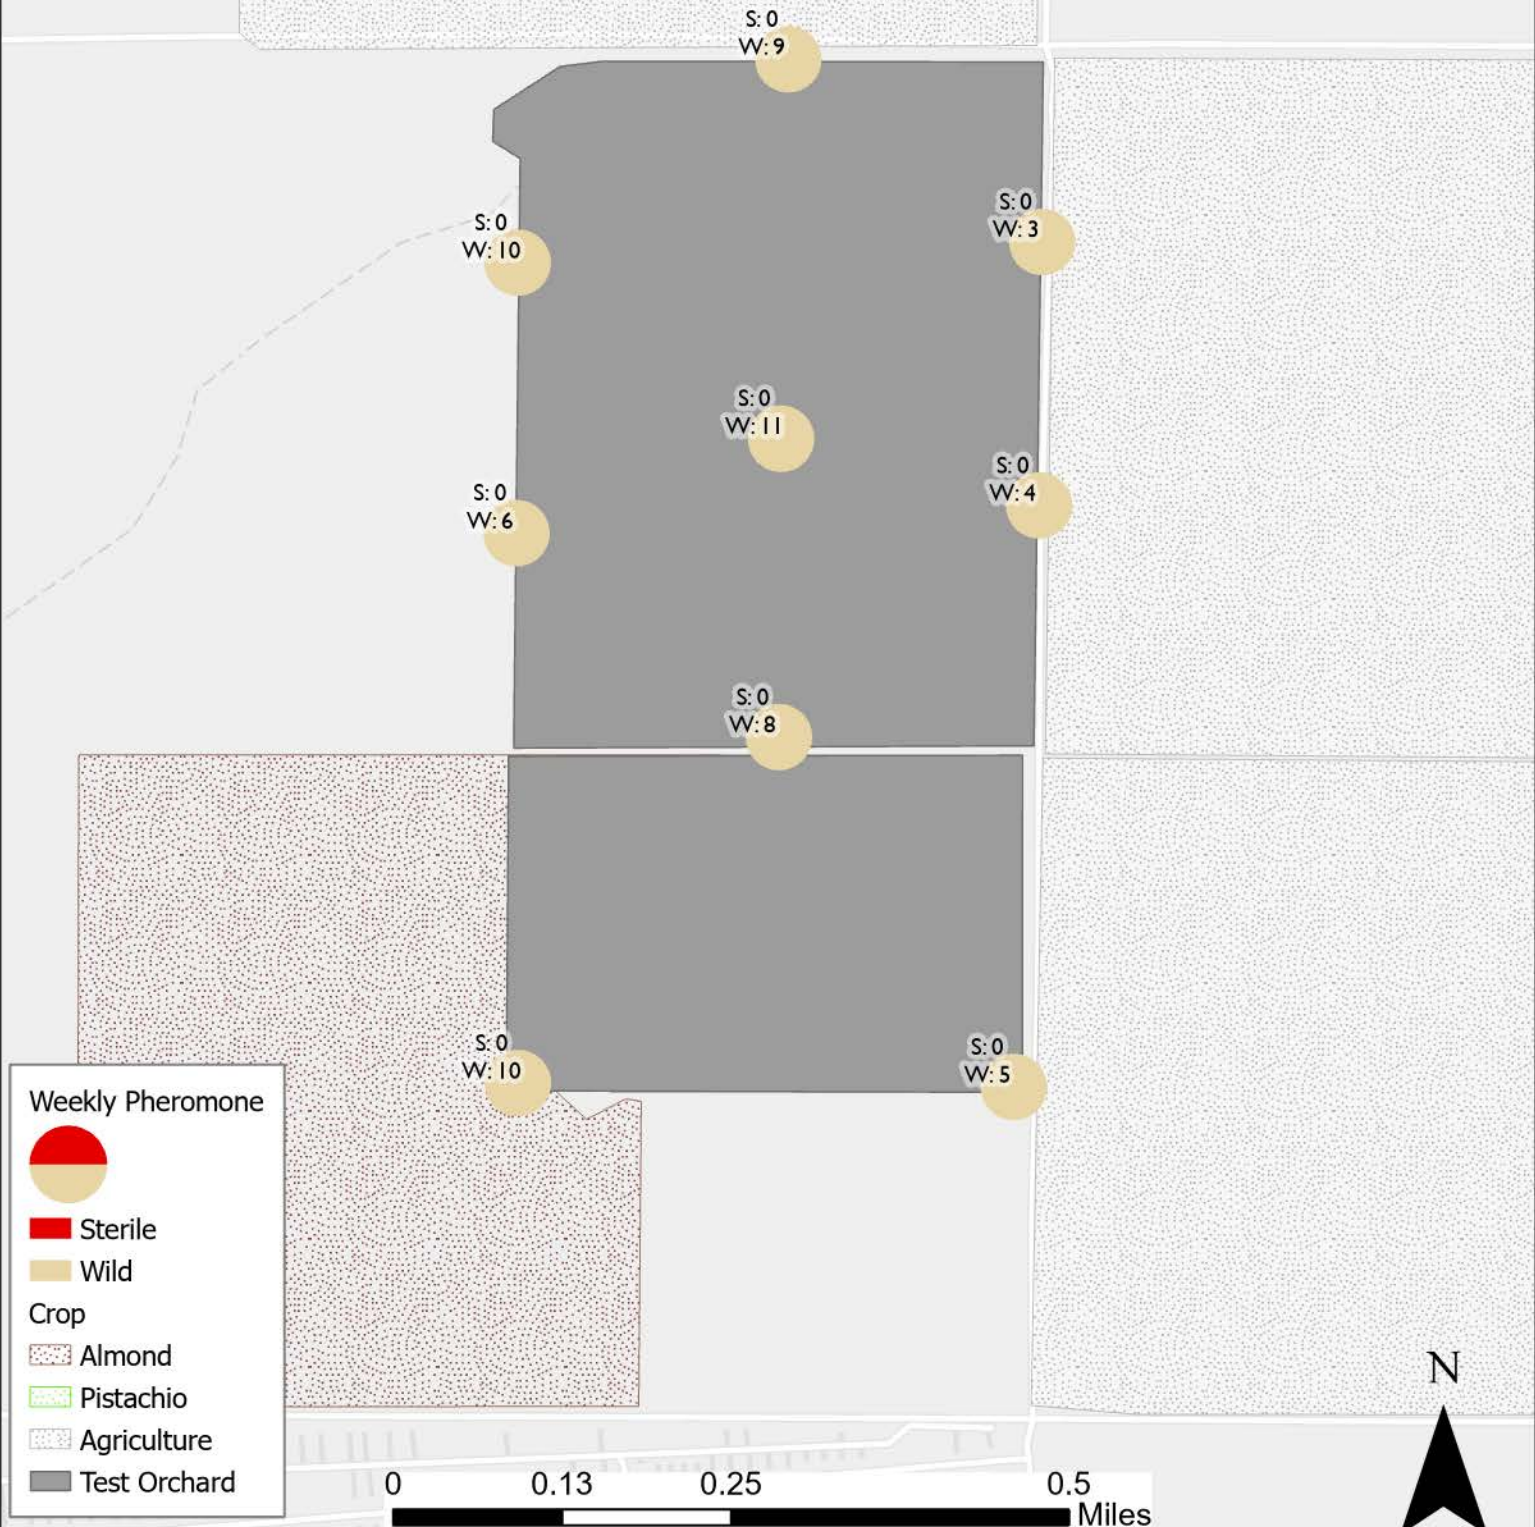 S: 0
W: 9
S: 0
W: 3
S: 0
W: 10
S: 0
W: 11
S: 0
W: 4
S: 0
W: 6
S: 0
W: 8
S: 0
W: 10
S: 0
W: 5
Weekly Pheromone
Sterile
Wild
Crop
Almond
Pistachio
Agriculture
Test Orchard
N
0 0.13 0.25 0.5
Miles